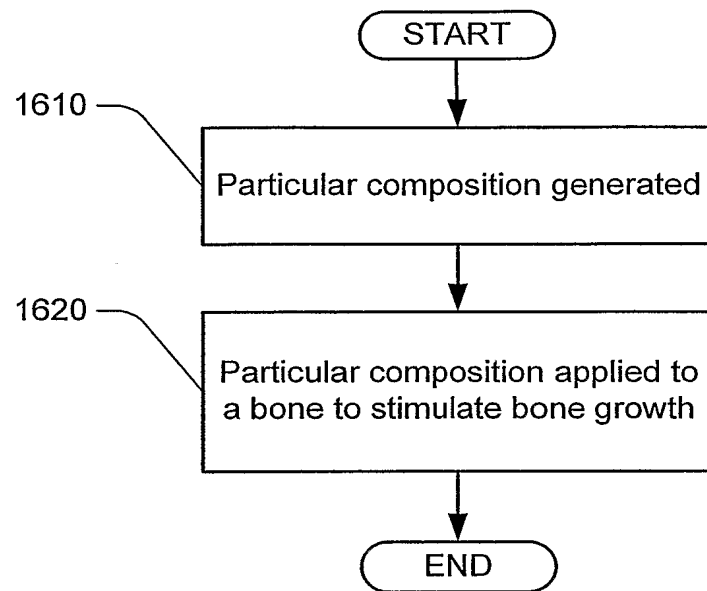 START
1610
Particular composition generated
1620
Particular composition applied to
a bone to stimulate bone growth
END